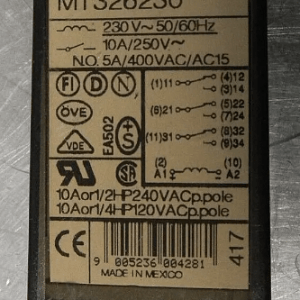 MT326230
230V~50/60Hz
10A/250V~
N.O. 5A/400VAC/AC15
FI D N
ÖVE
VDE
EA502
+S
(1)11
(4)12
(3)14
(6)21
(5)22
(7)24
(11)31
(8)32
(9)34
(2)
A1
(10)
A2
10Aor1/2HP240VACp.pole
10Aor1/4HP120VACp.pole
CE
9 005236 004281
MADE IN MEXICO
417